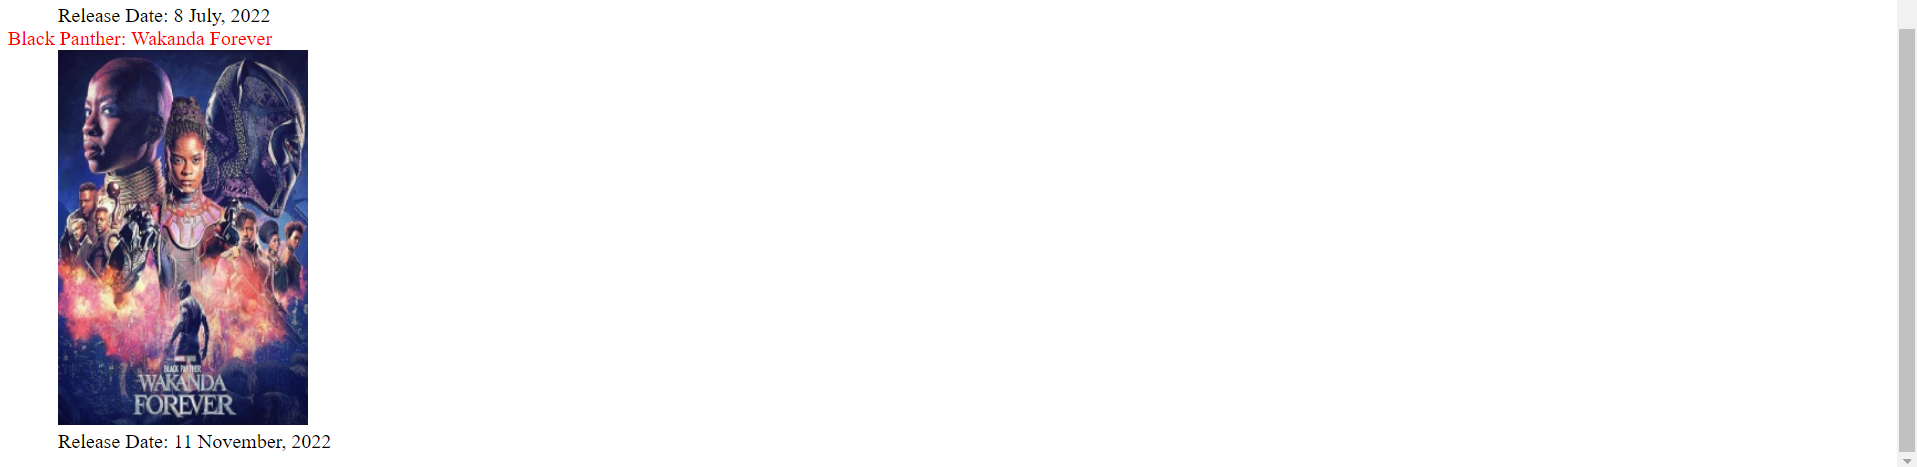 Release Date: 8 July, 2022
Black Panther: Wakanda Forever
BLACK PANTHER
WAKANDA
FOREVER
Release Date: 11 November, 2022